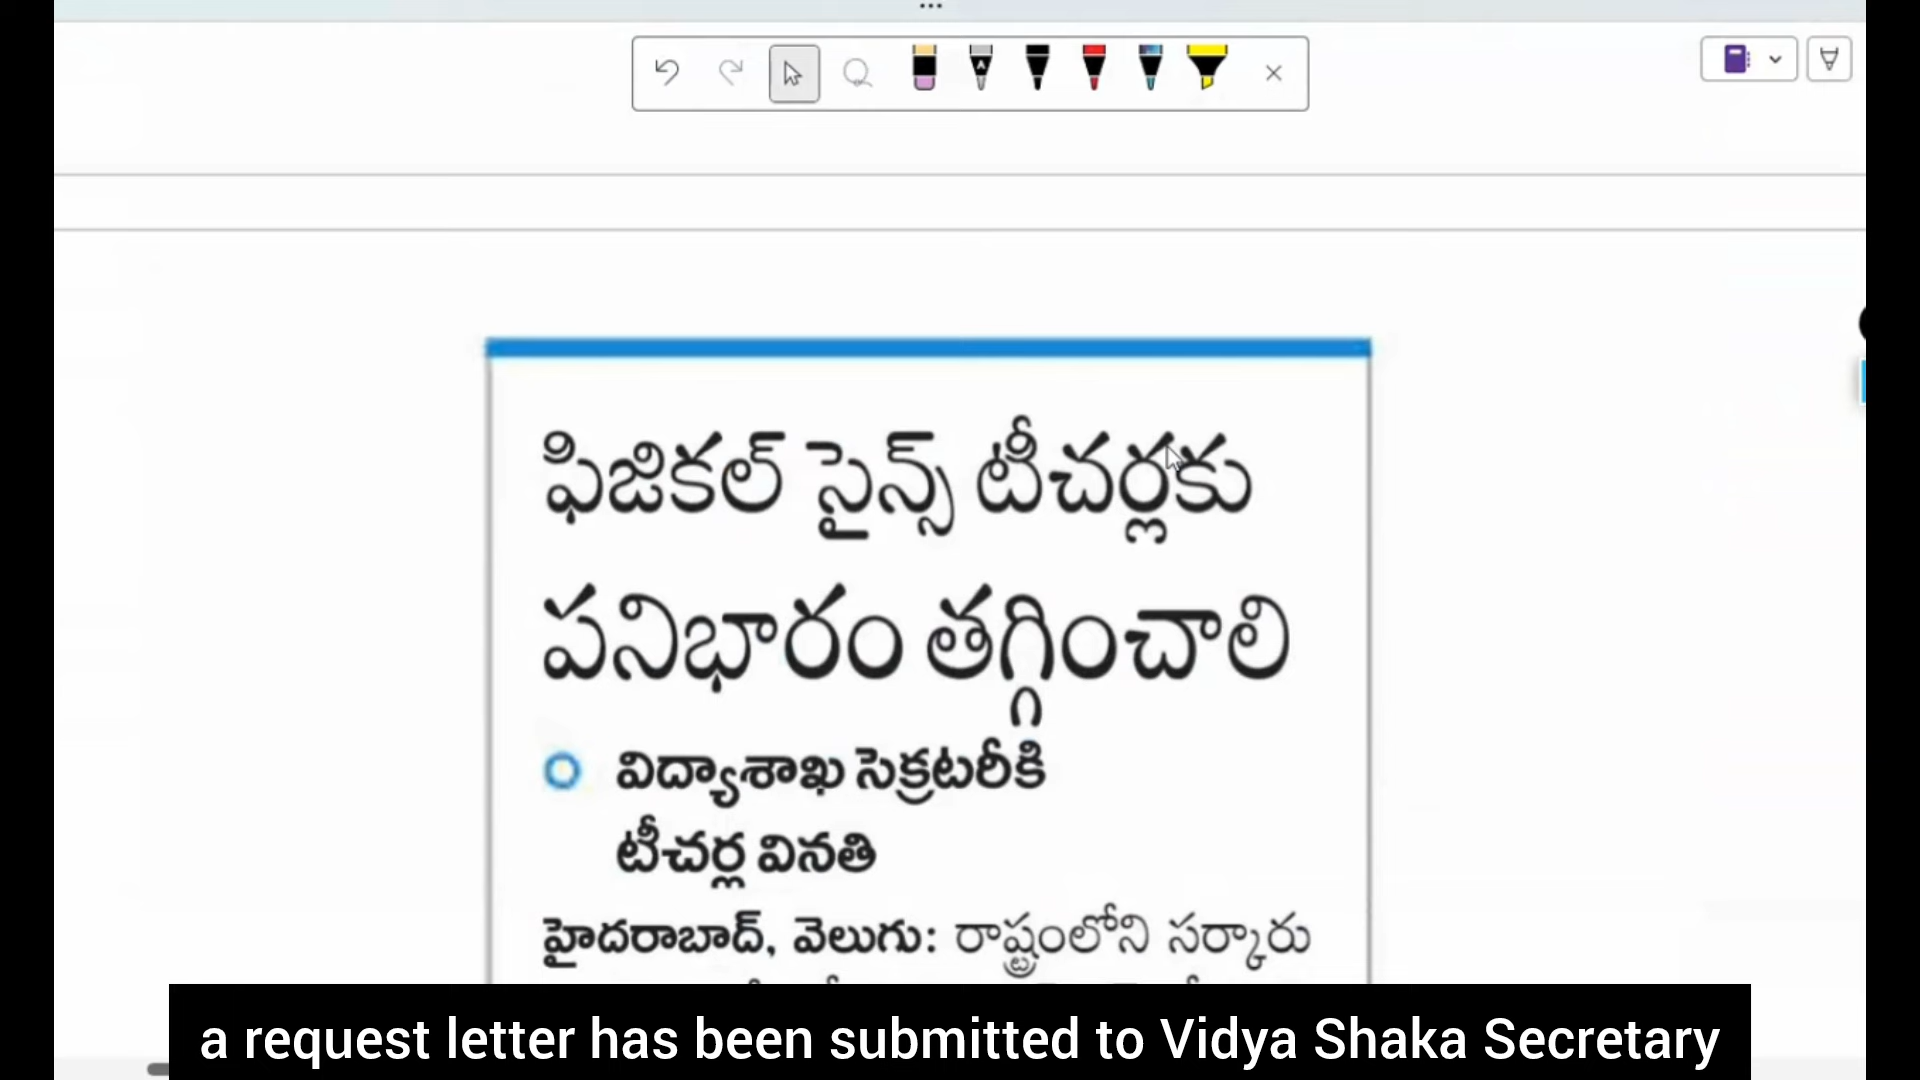 ఫిజికల్ సైన్స్ టీచర్లకు
పనిభారం తగ్గించాలి
విద్యాశాఖ సెక్రటరీకి
టీచర్ల వినతి
హైదరాబాద్, వెలుగు: రాష్ట్రంలోని సర్కారు
a request letter has been submitted to Vidya Shaka Secretary